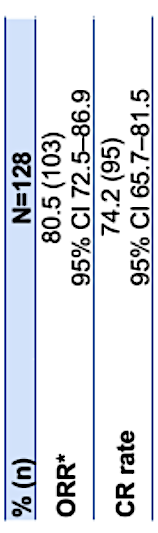 % (n) N=128
ORR* 80.5 (103)
95% CI 72.5–86.9
CR rate 74.2 (95)
95% CI 65.7–81.5